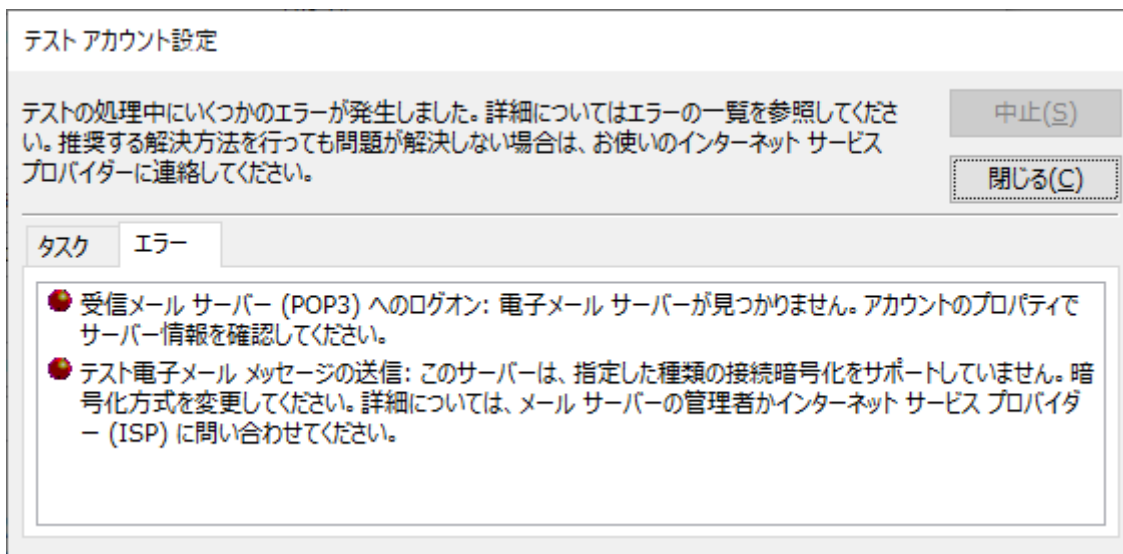 テスト アカウント設定
テストの処理中にいくつかのエラーが発生しました。詳細についてはエラーの一覧を参照してくださ
い。推奨する解決方法を行っても問題が解決しない場合は、お使いのインターネット サービス
プロバイダーに連絡してください。
中止(S)
閉じる(C)
タスク エラー
受信メール サーバー (POP3) へのログオン: 電子メール サーバーが見つかりません。アカウントのプロパティで
サーバー情報を確認してください。
テスト電子メール メッセージの送信: このサーバーは、指定した種類の接続暗号化をサポートしていません。暗
号化方式を変更してください。詳細については、メール サーバーの管理者かインターネット サービス プロバイダ
ー (ISP) に問い合わせてください。